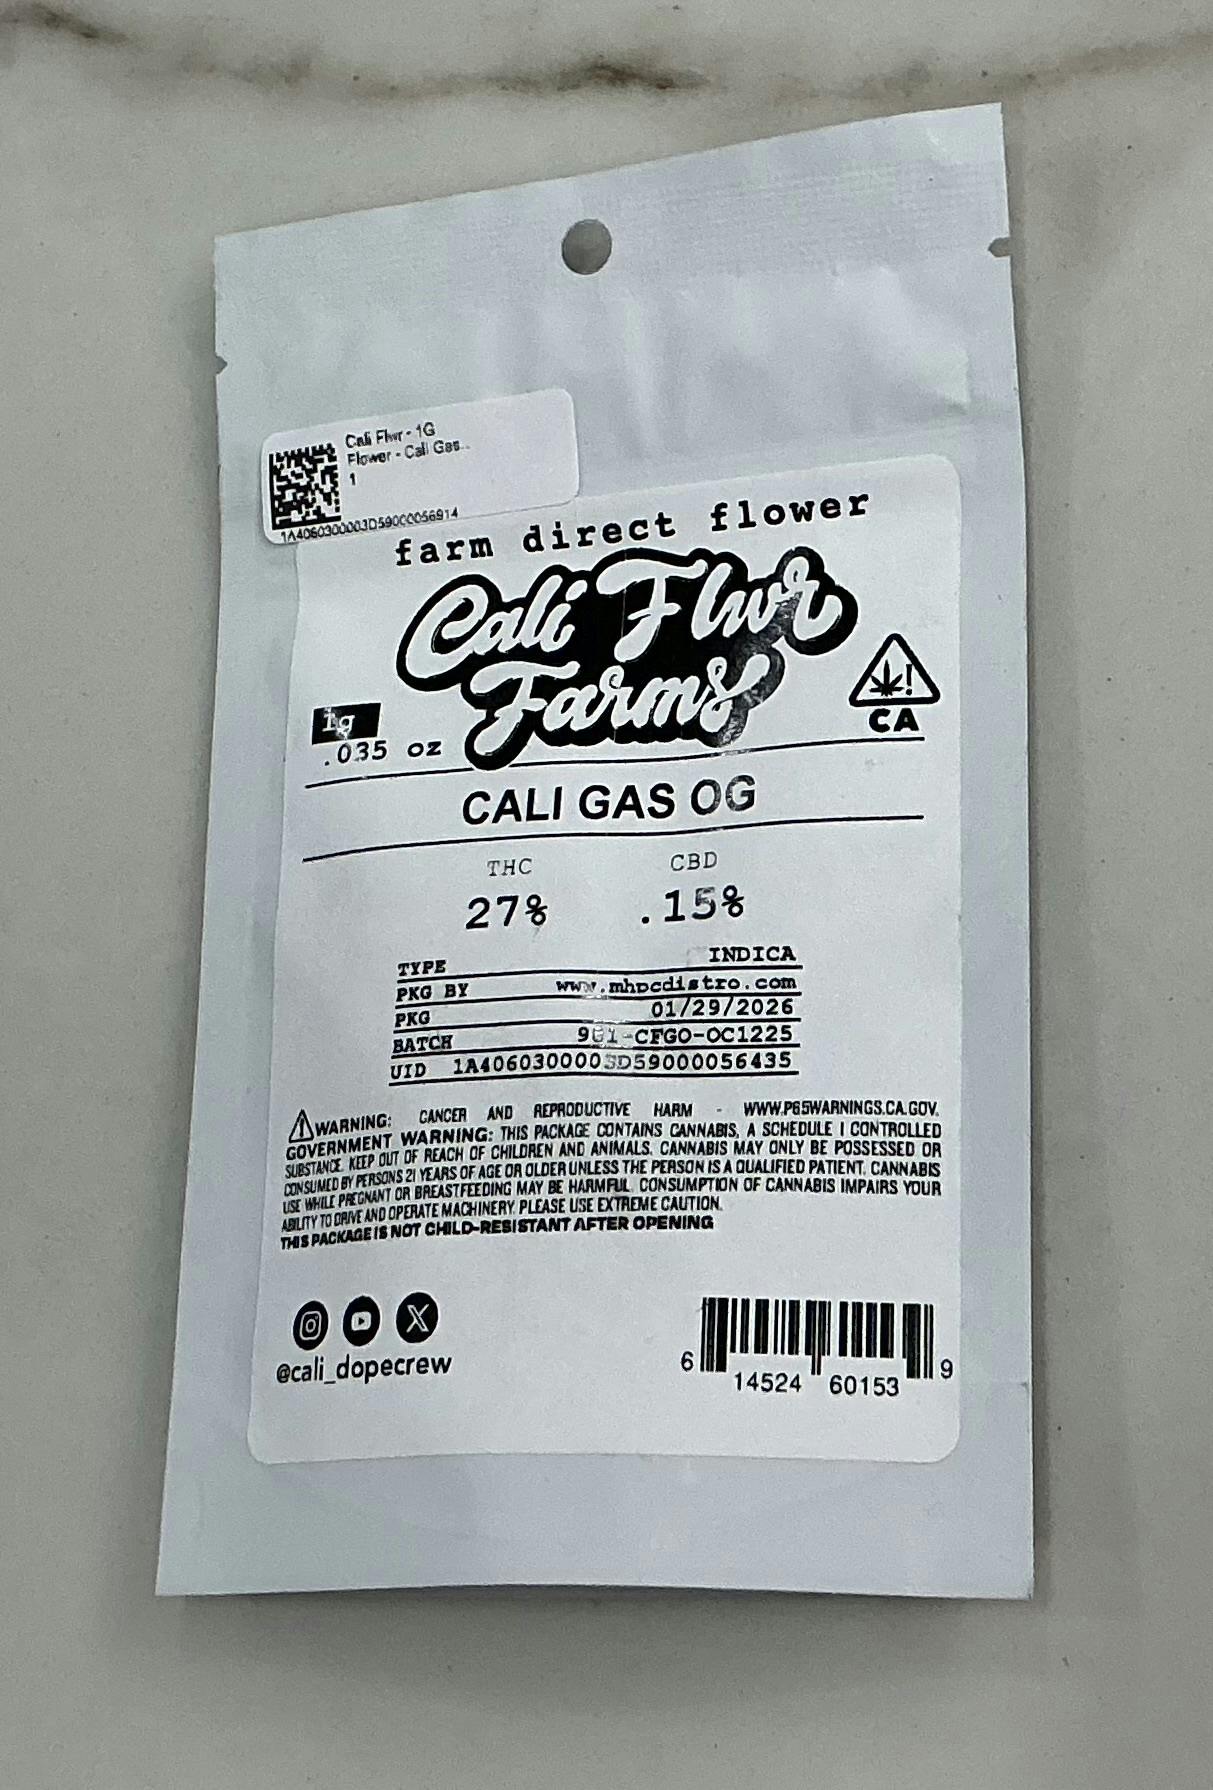 Cali Flwr - 1G
Flower - Cali Gas...
1
1A4060300003D59000056914
farm direct flower
Cali Flwr
Farms
1g
.035 oz
CA
CALI GAS OG
THC CBD
27% .15%
TYPE INDICA
PKG BY www.mhpcdistro.com
PKG 01/29/2026
BATCH
UID 1A4060300003D59000056435
WARNING: CANCER AND REPRODUCTIVE HARM - WWW.P65WARNINGS.CA.GOV.
GOVERNMENT WARNING: THIS PACKAGE CONTAINS CANNABIS, A SCHEDULE I CONTROLLED
SUBSTANCE. KEEP OUT OF REACH OF CHILDREN AND ANIMALS. CANNABIS MAY ONLY BE POSSESSED OR
CONSUMED BY PERSONS 21 YEARS OF AGE OR OLDER UNLESS THE PERSON IS A QUALIFIED PATIENT. CANNABIS
USE WHILE PREGNANT OR BREASTFEEDING MAY BE HARMFUL. CONSUMPTION OF CANNABIS IMPAIRS YOUR
ABILITY TO DRIVE AND OPERATE MACHINERY. PLEASE USE EXTREME CAUTION.
THIS PACKAGE IS NOT CHILD-RESISTANT AFTER OPENING
@cali_dopecrew
6 14524 60153 9